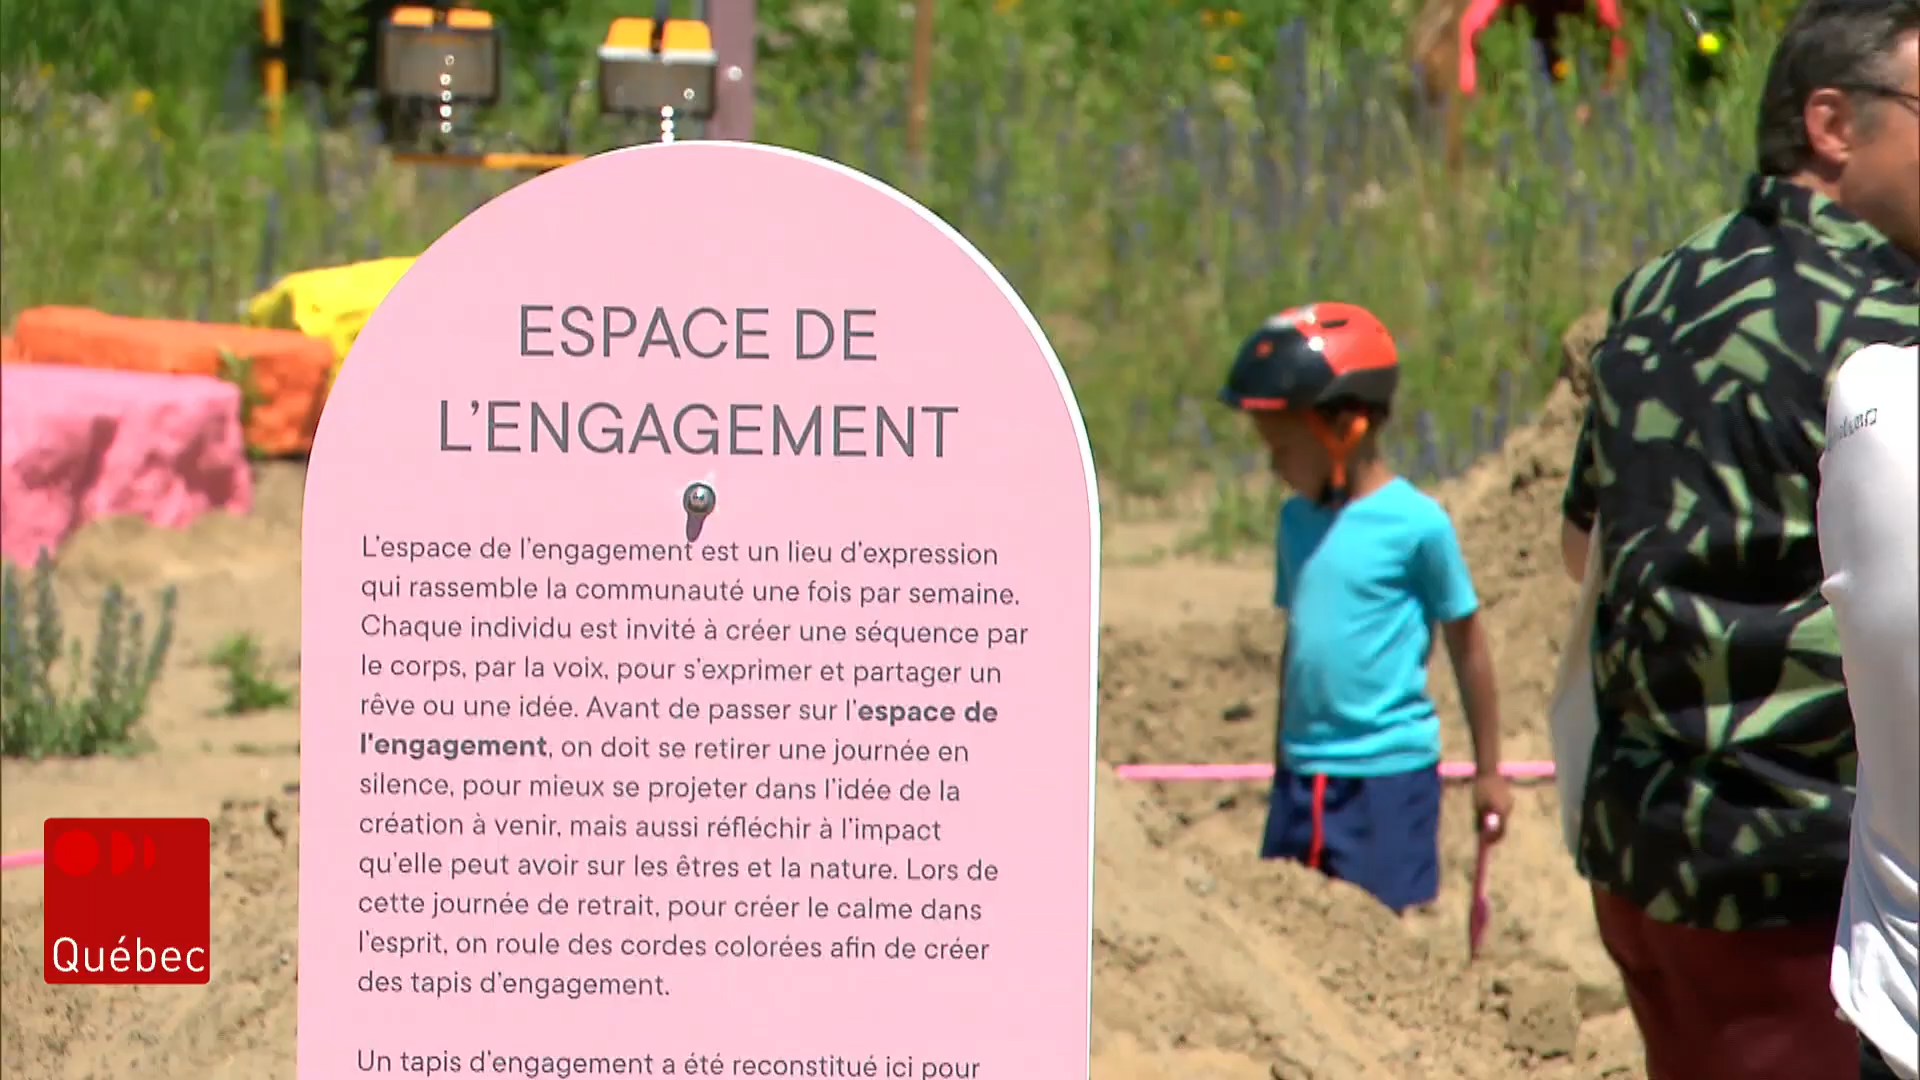 ESPACE DE
L'ENGAGEMENT
L'espace de l'engagement est un lieu d'expression
qui rassemble la communauté une fois par semaine.
Chaque individu est invité à créer une séquence par
le corps, par la voix, pour s'exprimer et partager un
rêve ou une idée. Avant de passer sur l'espace de
l'engagement, on doit se retirer une journée en
silence, pour mieux se projeter dans l'idée de la
création à venir, mais aussi réfléchir à l'impact
qu'elle peut avoir sur les êtres et la nature. Lors de
cette journée de retrait, pour créer le calme dans
l'esprit, on roule des cordes colorées afin de créer
des tapis d'engagement.
Un tapis d'engagement a été reconstitué ici pour
Québec